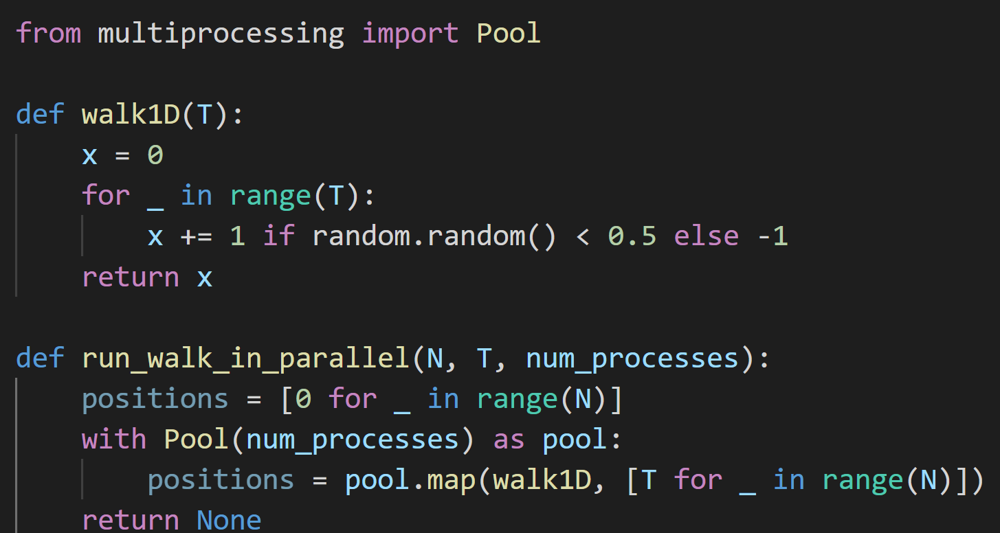 from multiprocessing import Pool
def walk1D(T):
    x = 0
    for _ in range(T):
        x += 1 if random.random() < 0.5 else -1
    return x
def run_walk_in_parallel(N, T, num_processes):
    positions = [0 for _ in range(N)]
    with Pool(num_processes) as pool:
        positions = pool.map(walk1D, [T for _ in range(N)])
    return None